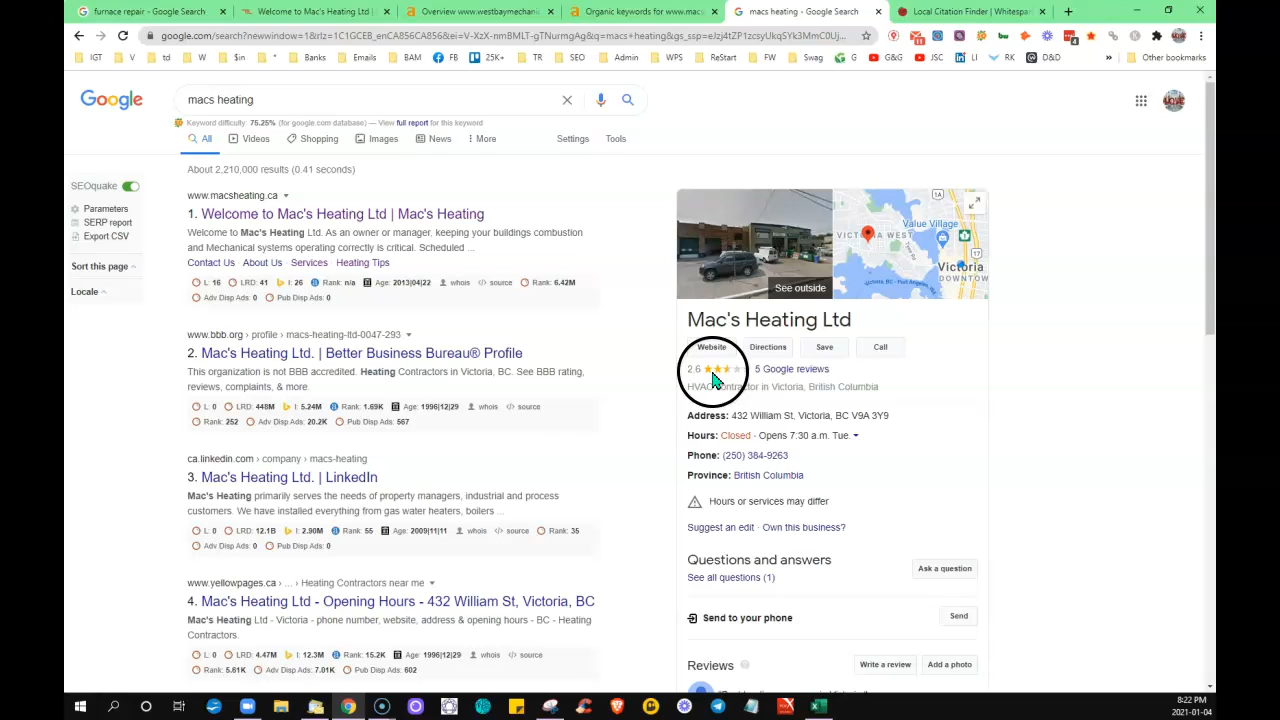 furnace repair - Google Search
Welcome to Mac's Heating Ltd |
Overview www.westbaymechanic
Organic keywords for www.macs
macs heating - Google Search
Local Citation Finder | Whitespar
google.com/search?newwindow=1&rlz=1C1GCEB_enCA856CA856&ei=V-XzX-nm8MLT-gTNurmgAg&q=macs+heating&gs_ssp=eJzj4tZP1zcsyUkqSYk3MmC0Uj...
IGT V td W $in * Banks Emails BAM FB 25K+ TR SEO Admin WPS ReStart FW Swag G G&G JSC LI RK D&D » Other bookmarks
Google
macs heating
Keyword difficulty: 75.25% (for google.com database) — View full report for this keyword
All Videos Shopping Images News More Settings Tools
About 2,210,000 results (0.41 seconds)
SEOquake
Parameters
SERP report
Export CSV
Sort this page
Locale
www.macsheating.ca
1. Welcome to Mac's Heating Ltd | Mac's Heating
Welcome. Mac's Heating Ltd. As an owner or manager, keeping your buildings combustion
and Mechanical systems operating correctly is critical. Scheduled ...
Contact Us About Us Services Heating Tips
L: 16 LRD: 41 I: 26 Rank: n/a Age: 2013|04|22 whois source Rank: 6.42M
Adv Disp Ads: 0 Pub Disp Ads: 0
www.bbb.org › profile › macs-heating-ltd-0047-293
2. Mac's Heating Ltd. | Better Business Bureau® Profile
This organization is not BBB accredited. Heating Contractors in Victoria, BC. See BBB rating,
reviews, complaints, & more.
L: 0 LRD: 448M I: 5.24M Rank: 1.69K Age: 1996|12|29 whois source
Rank: 252 Adv Disp Ads: 20.2K Pub Disp Ads: 567
ca.linkedin.com › company › macs-heating
3. Mac's Heating Ltd. | LinkedIn
Mac's Heating primarily serves the needs of property managers, industrial and process
customers. We have installed everything from gas water heaters, boilers ...
L: 0 LRD: 12.1B I: 2.90M Rank: 55 Age: 2009|11|11 whois source Rank: 35
Adv Disp Ads: 0 Pub Disp Ads: 0
www.yellowpages.ca › ... › Heating Contractors near me
4. Mac's Heating Ltd - Opening Hours - 432 William St, Victoria, BC
Mac's Heating Ltd - Victoria - phone number, website, address & opening hours - BC - Heating
Contractors.
L: 0 LRD: 4.47M I: 12.3M Rank: 15.2K Age: 1996|12|29 whois source
Rank: 5.61K Adv Disp Ads: 7.01K Pub Disp Ads: 602
See outside
1A
Value Village
VICTORIA WEST
17
Victoria
DOWNTOWN
Mac's Heating Ltd
Website Directions Save Call
2.6 5 Google reviews
HVAC contractor in Victoria, British Columbia
Address: 432 William St, Victoria, BC V9A 3Y9
Hours: Closed · Opens 7:30 a.m. Tue.
Phone: (250) 384-9263
Province: British Columbia
Hours or services may differ
Suggest an edit · Own this business?
Questions and answers
See all questions (1)
Ask a question
Send to your phone
Send
Reviews
Write a review Add a photo
8:22 PM
2021-01-04